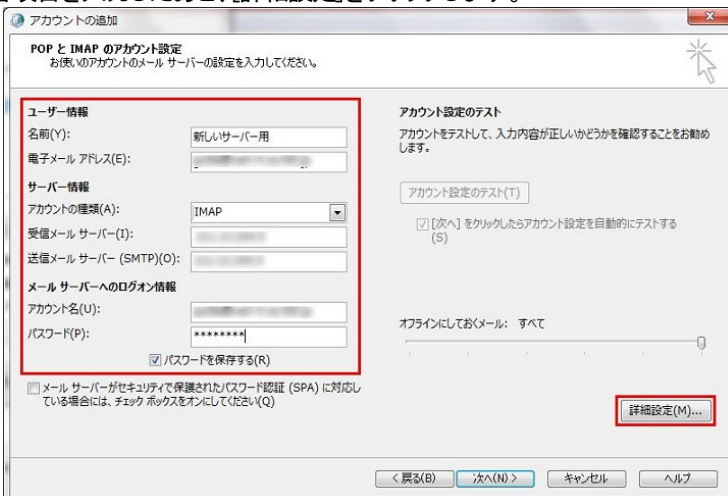 アカウントの追加
POP と IMAP のアカウント設定
お使いのアカウントのメール サーバーの設定を入力してください。
ユーザー情報
名前(Y):
新しいサーバー用
電子メール アドレス(E):
サーバー情報
アカウントの種類(A):
IMAP
受信メール サーバー(I):
送信メール サーバー (SMTP)(O):
メール サーバーへのログオン情報
アカウント名(U):
パスワード(P):
********
パスワードを保存する(R)
メール サーバーがセキュリティで保護されたパスワード認証 (SPA) に対応し
ている場合には、チェック ボックスをオンにしてください(Q)
アカウント設定のテスト
アカウントをテストして、入力内容が正しいかどうかを確認することをお勧め
します。
アカウント設定のテスト(T)
[次へ] をクリックしたらアカウント設定を自動的にテストする
(S)
オフラインにしておくメール: すべて
詳細設定(M)...
< 戻る(B)
次へ(N) >
キャンセル
ヘルプ